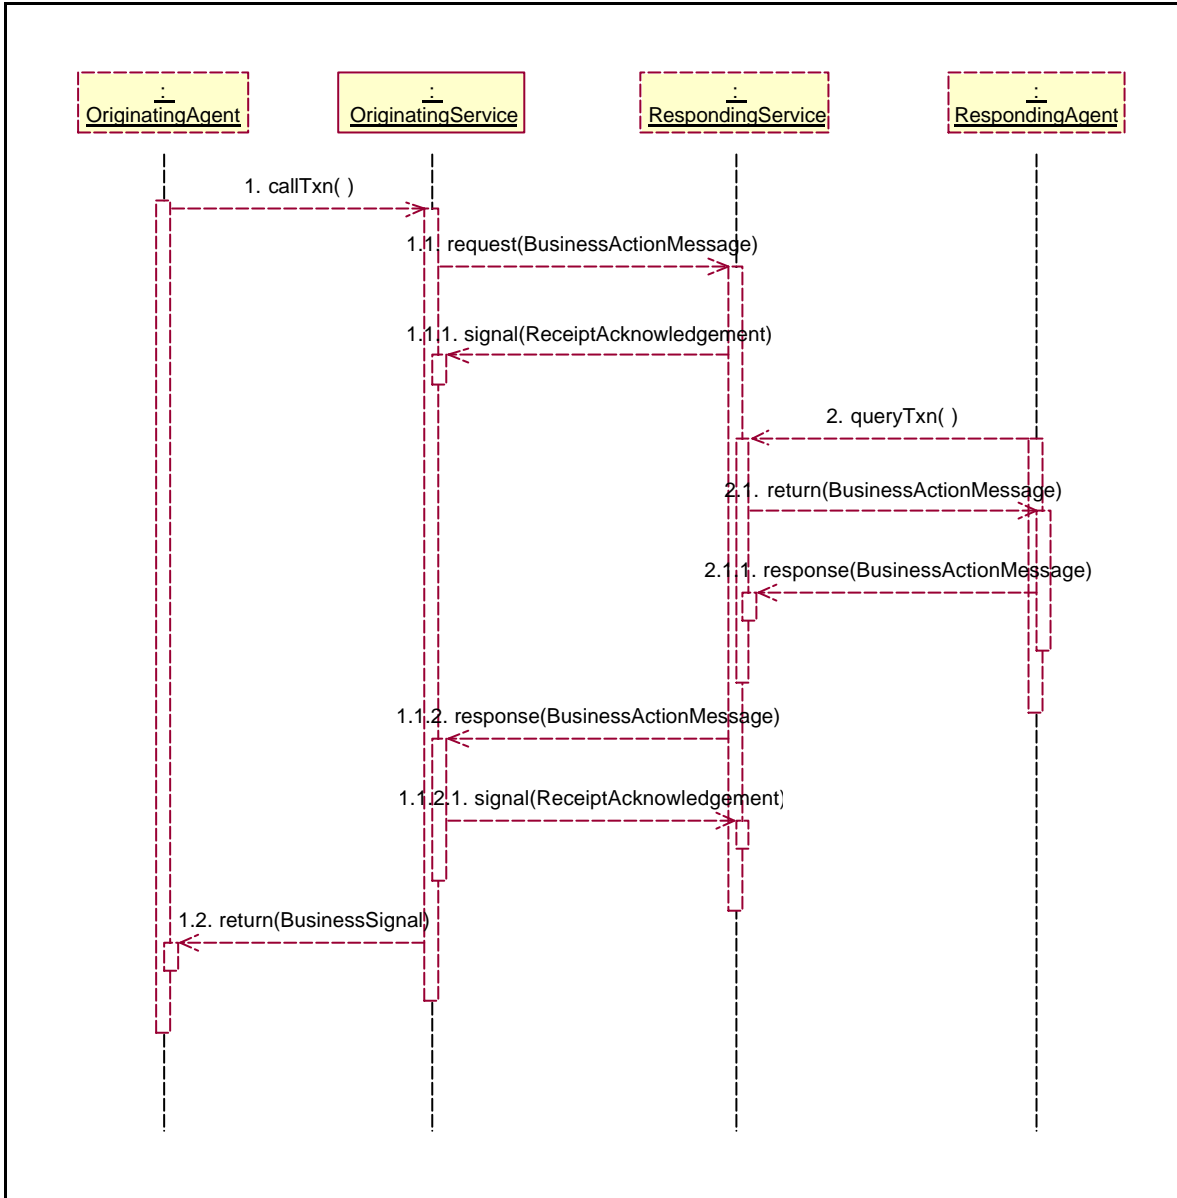 :
OriginatingAgent
:
OriginatingService
:
RespondingService
:
RespondingAgent
1. callTxn( )
1.1. request(BusinessActionMessage)
1.1.1. signal(ReceiptAcknowledgement)
2. queryTxn( )
2.1. return(BusinessActionMessage)
2.1.1. response(BusinessActionMessage)
1.1.2. response(BusinessActionMessage)
1.1.2.1. signal(ReceiptAcknowledgement)
1.2. return(BusinessSignal)